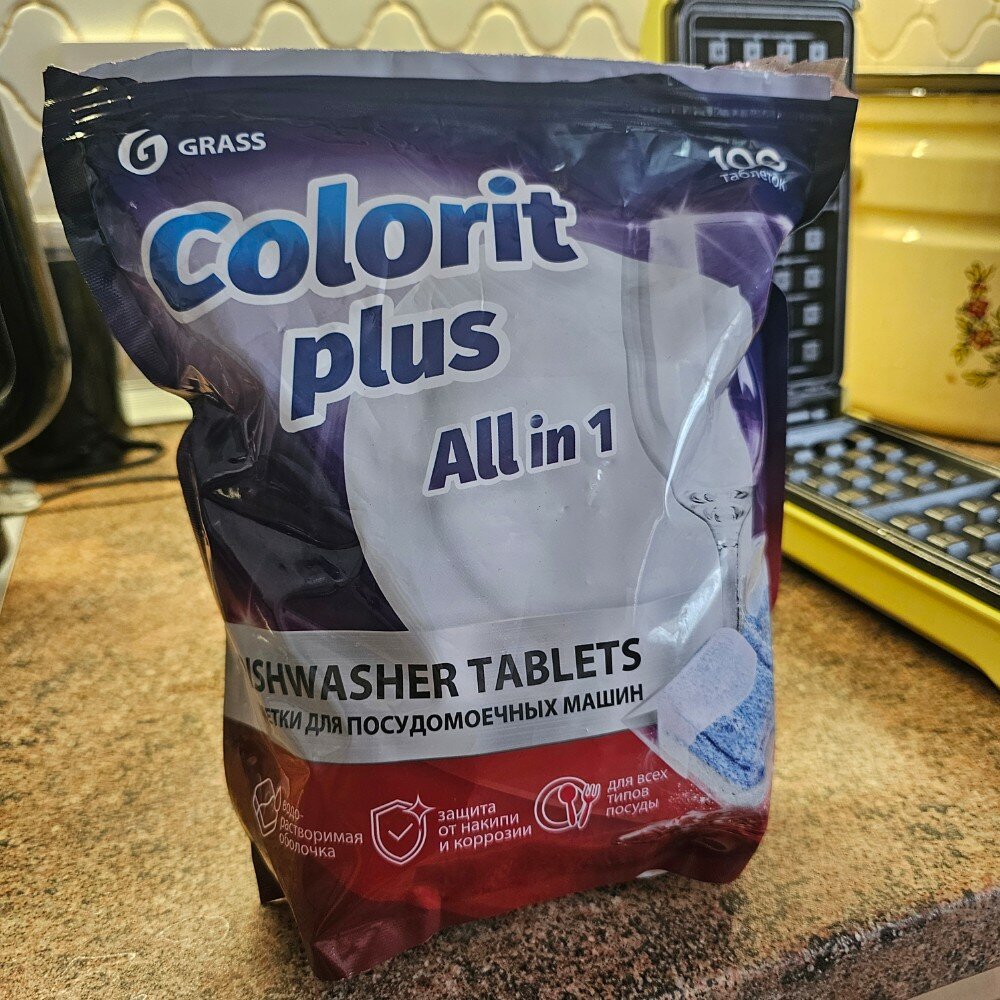 GRASS
100
таблеток
Colorit
plus
All in 1
ISHWASHER TABLETS
ЕТКИ ДЛЯ ПОСУДОМОЕЧНЫХ МАШИН
водо-
растворимая
оболочка
защита
от накипи
и коррозии
для всех
типов
посуды